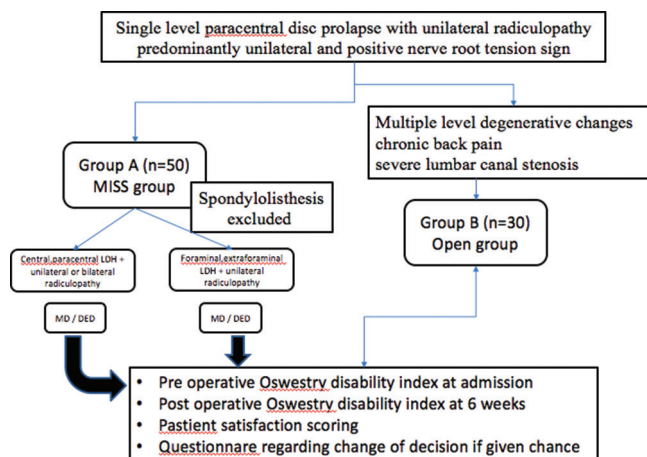 Single level paracentral disc prolapse with unilateral radiculopathy
predominantly unilateral and positive nerve root tension sign
Multiple level degenerative changes
chronic back pain
severe lumbar canal stenosis
Group A (n=50)
MISS group
Spondylolisthesis
excluded
Group B (n=30)
Open group
Central,paracentral LDH +
unilateral or bilateral
radiculopathy
Foraminal,extraforaminal
LDH + unilateral
radiculopathy
MD / DED
MD / DED
• Pre operative Oswestry disability index at admission
• Post operative Oswestry disability index at 6 weeks
• Pastient satisfaction scoring
• Questionnare regarding change of decision if given chance